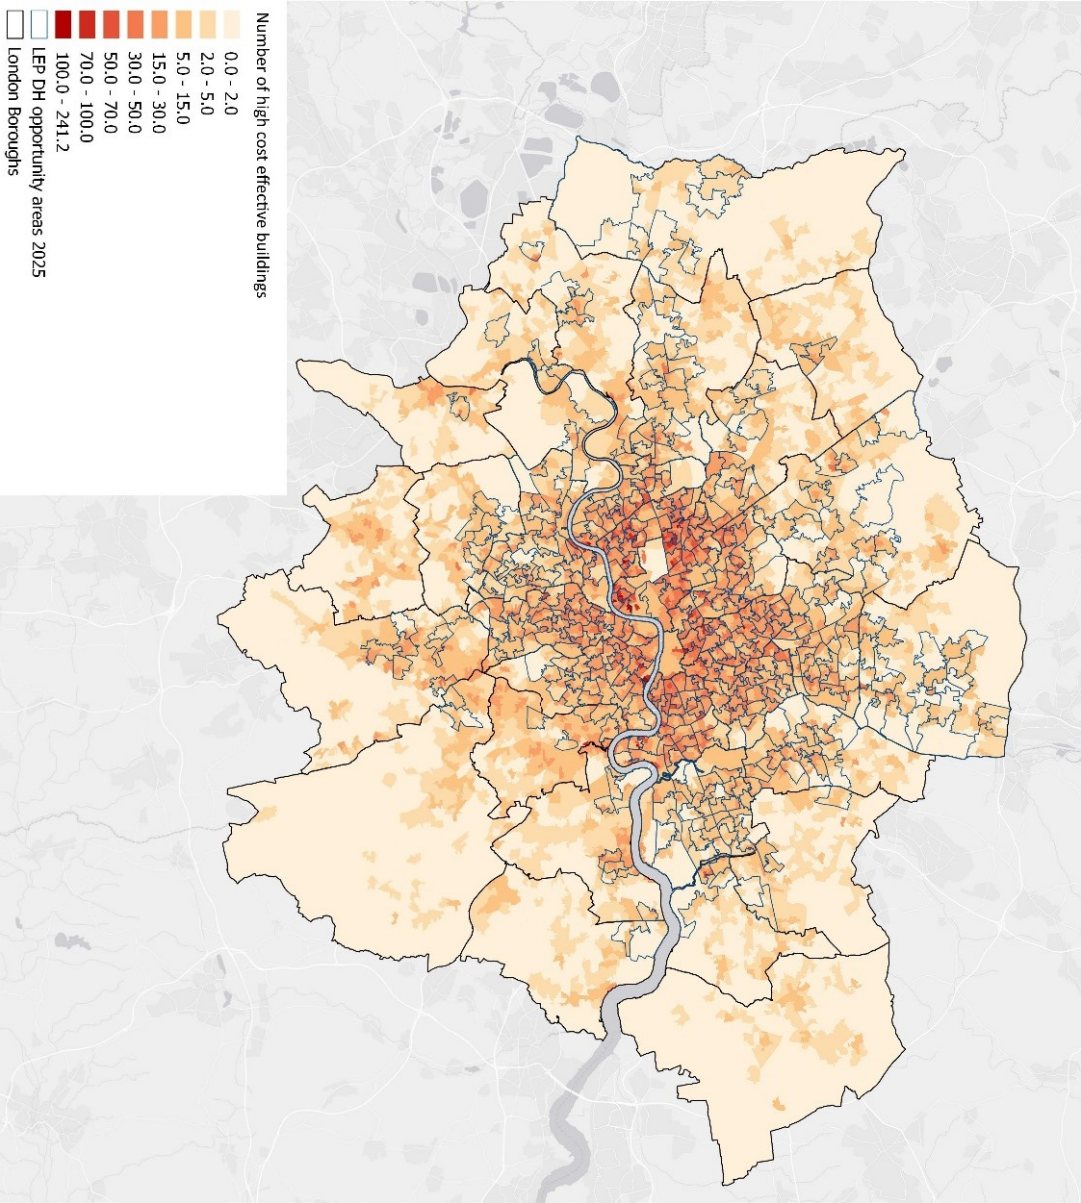 Number of high cost effective buildings
0.0 - 2.0
2.0 - 5.0
5.0 - 15.0
15.0 - 30.0
30.0 - 50.0
50.0 - 70.0
70.0 - 100.0
100.0 - 241.2
LEP DH opportunity areas 2025
London Boroughs